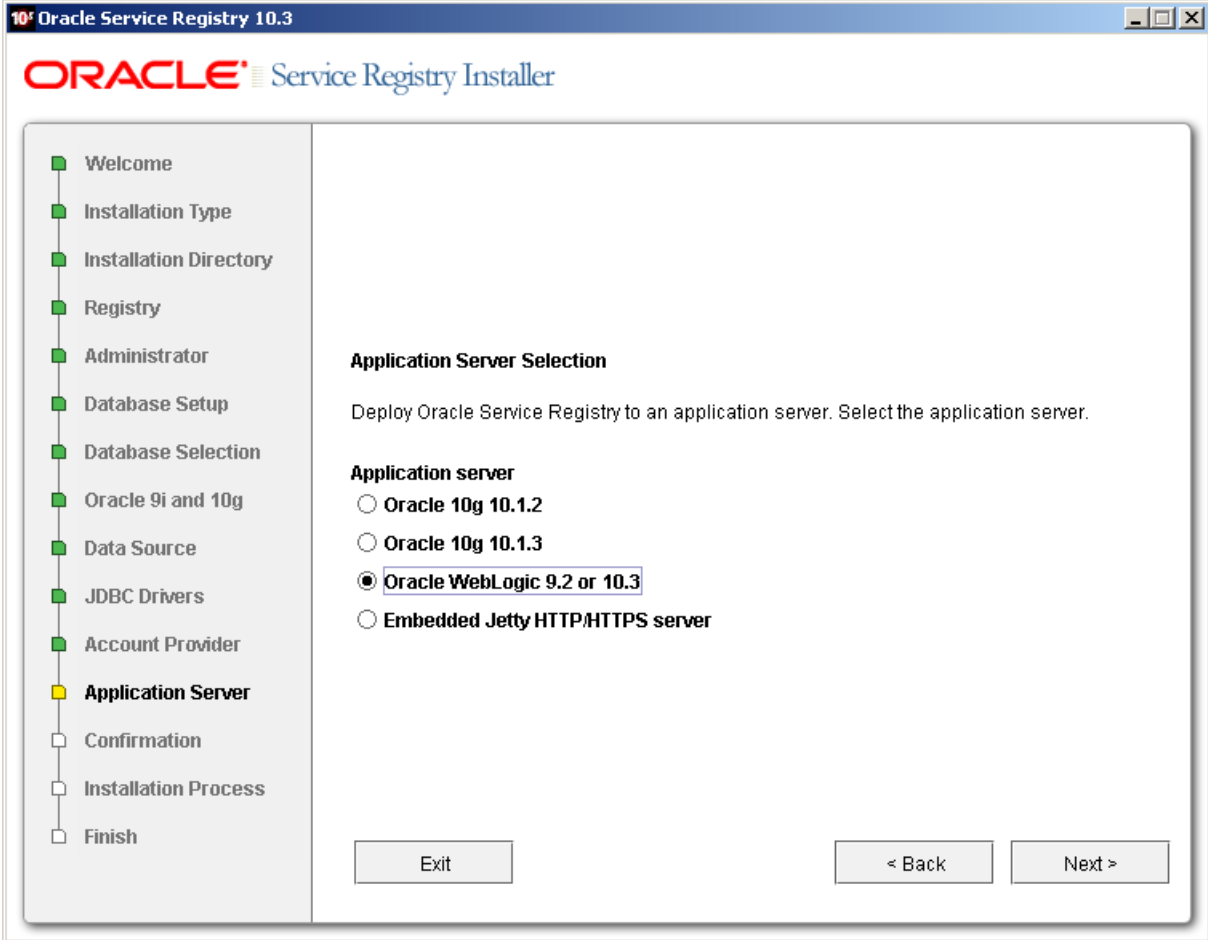 Oracle Service Registry 10.3
ORACLE Service Registry Installer
Welcome
Installation Type
Installation Directory
Registry
Administrator
Database Setup
Database Selection
Oracle 9i and 10g
Data Source
JDBC Drivers
Account Provider
Application Server
Confirmation
Installation Process
Finish
Application Server Selection
Deploy Oracle Service Registry to an application server. Select the application server.
Application server
Oracle 10g 10.1.2
Oracle 10g 10.1.3
Oracle WebLogic 9.2 or 10.3
Embedded Jetty HTTP/HTTPS server
Exit
< Back
Next >